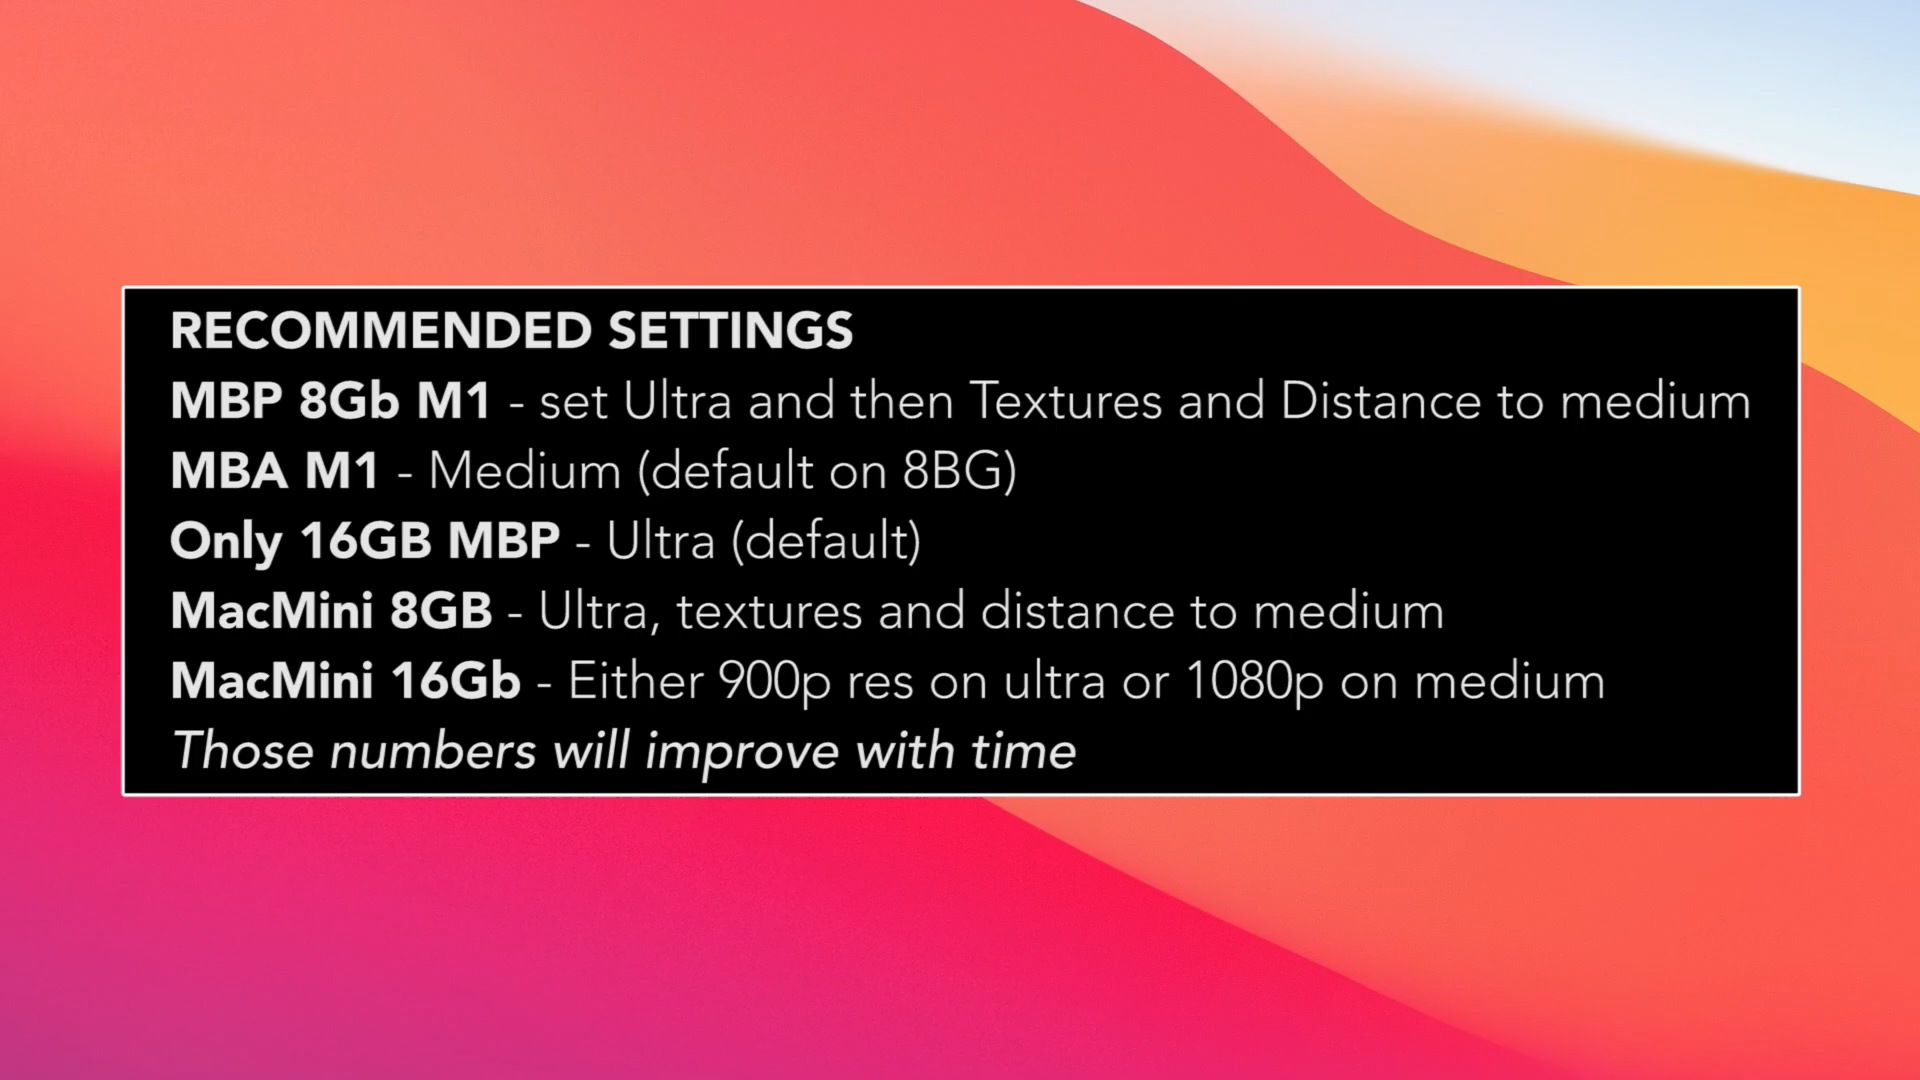 RECOMMENDED SETTINGS
MBP 8Gb M1 - set Ultra and then Textures and Distance to medium
MBA M1 - Medium (default on 8BG)
Only 16GB MBP - Ultra (default)
MacMini 8GB - Ultra, textures and distance to medium
MacMini 16Gb - Either 900p res on ultra or 1080p on medium
Those numbers will improve with time